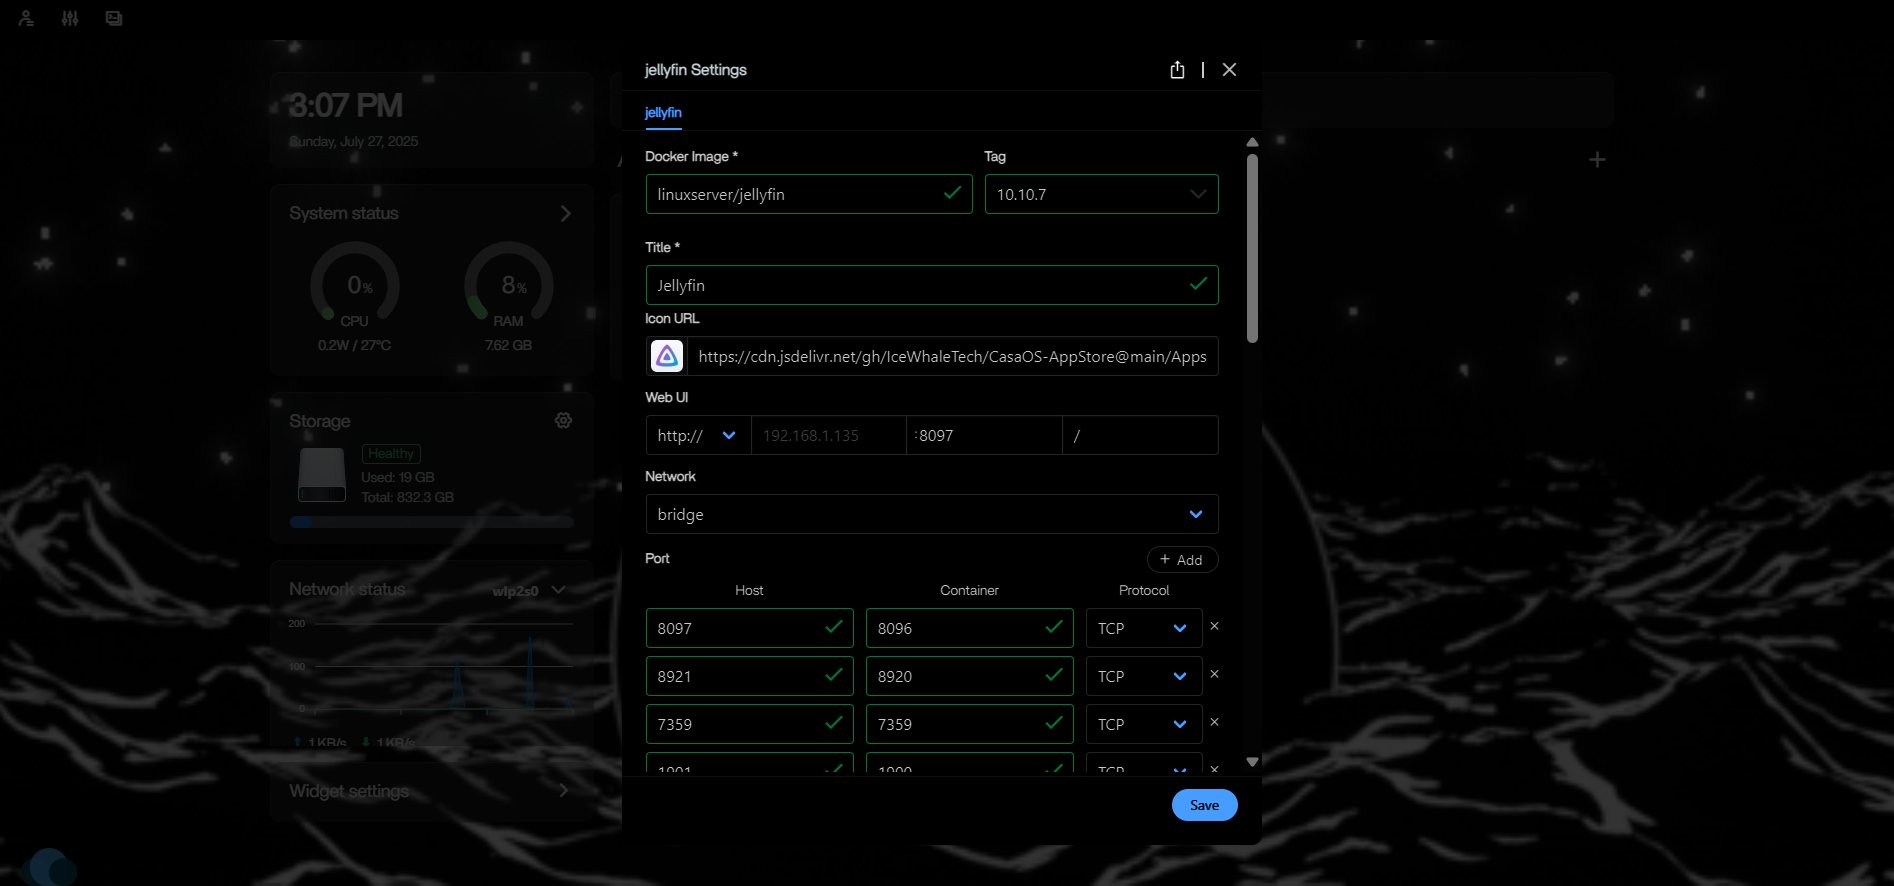 jellyfin Settings
jellyfin
3:07 PM
Sunday, July 27, 2025
System status
0%
CPU
0.2W / 27°C
8%
RAM
7.62 GB
Storage
Healthy
Used: 19 GB
Total: 832.3 GB
Network status
wlp2s0
200
100
0
1 KB/s
1 KB/s
Widget settings
Docker Image *
Tag
linuxserver/jellyfin
10.10.7
Title *
Jellyfin
Icon URL
https://cdn.jsdelivr.net/gh/IceWhaleTech/CasaOS-AppStore@main/Apps
Web UI
http://
192.168.1.135
:8097
/
Network
bridge
Port
+ Add
Host
Container
Protocol
8097
8096
TCP
8921
8920
TCP
7359
7359
TCP
1901
1900
TCP
Save